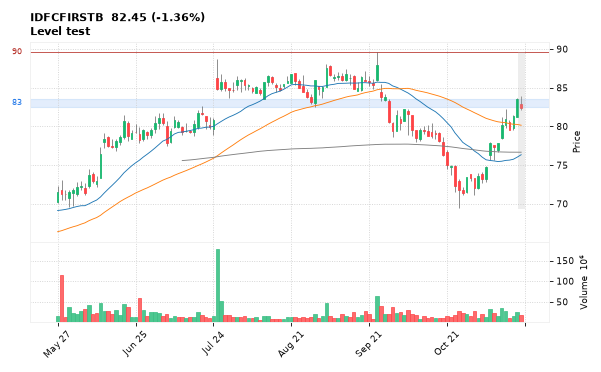 IDFCFIRSTB 82.45 (-1.36%)
Level test
90
83
90
85
80
75
70
Price
150
100
50
Volume 10⁶
May 27
Jun 25
Jul 24
Aug 21
Sep 21
Oct 21